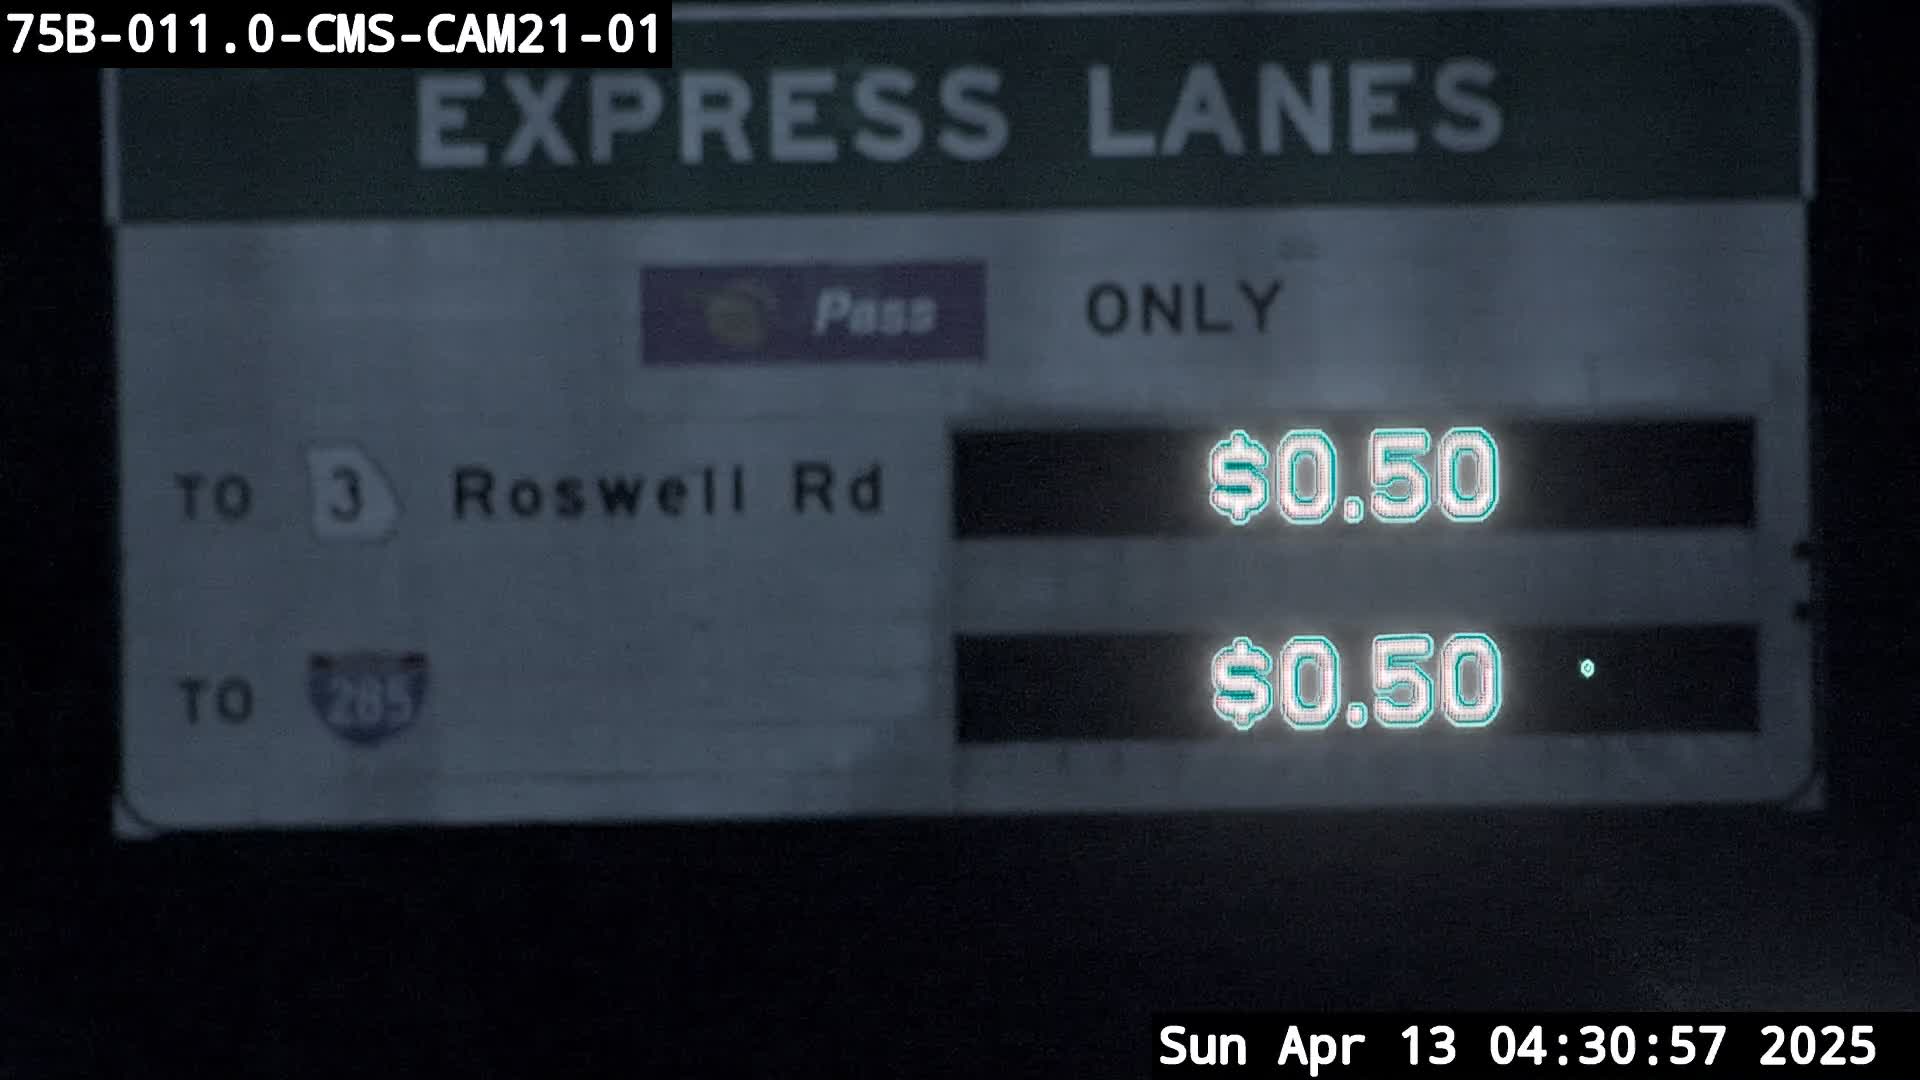 75B-011.0-CMS-CAM21-01
EXPRESS LANES
Pass ONLY
TO 3 Roswell Rd $0.50
TO 285 $0.50
Sun Apr 13 04:30:57 2025